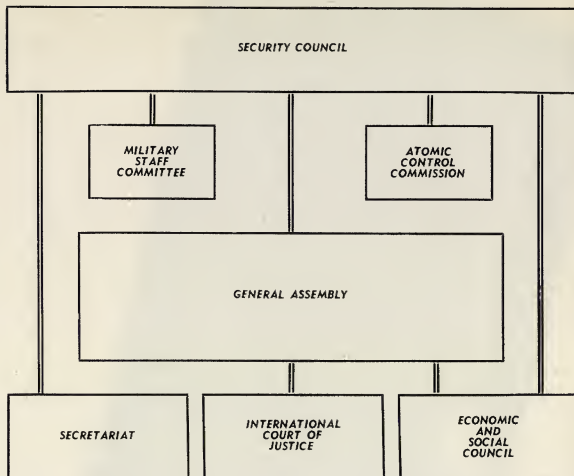 SECURITY COUNCIL
MILITARY
STAFF
COMMITTEE
ATOMIC
CONTROL
COMMISSION
GENERAL ASSEMBLY
SECRETARIAT
INTERNATIONAL
COURT OF
JUSTICE
ECONOMIC
AND
SOCIAL
COUNCIL